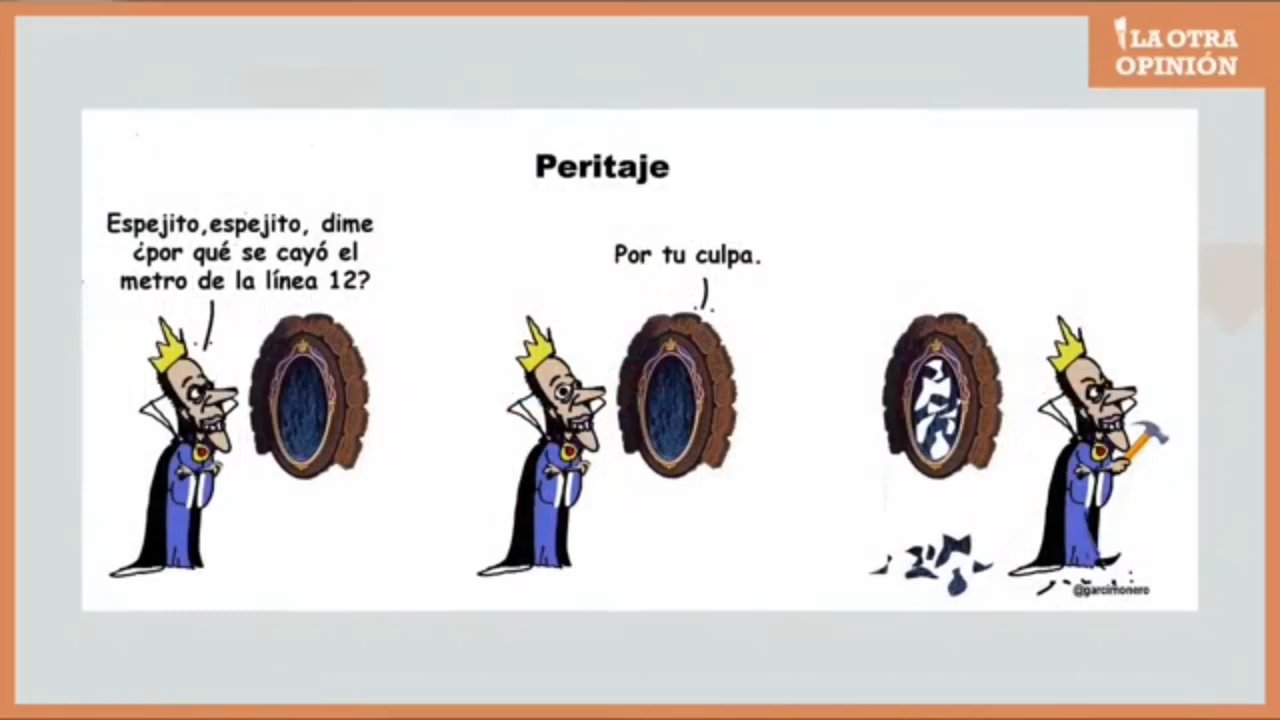 LA OTRA
OPINIÓN
Peritaje
Espejito,espejito, dime
¿por qué se cayó el
metro de la línea 12?
Por tu culpa.
@garcimonero